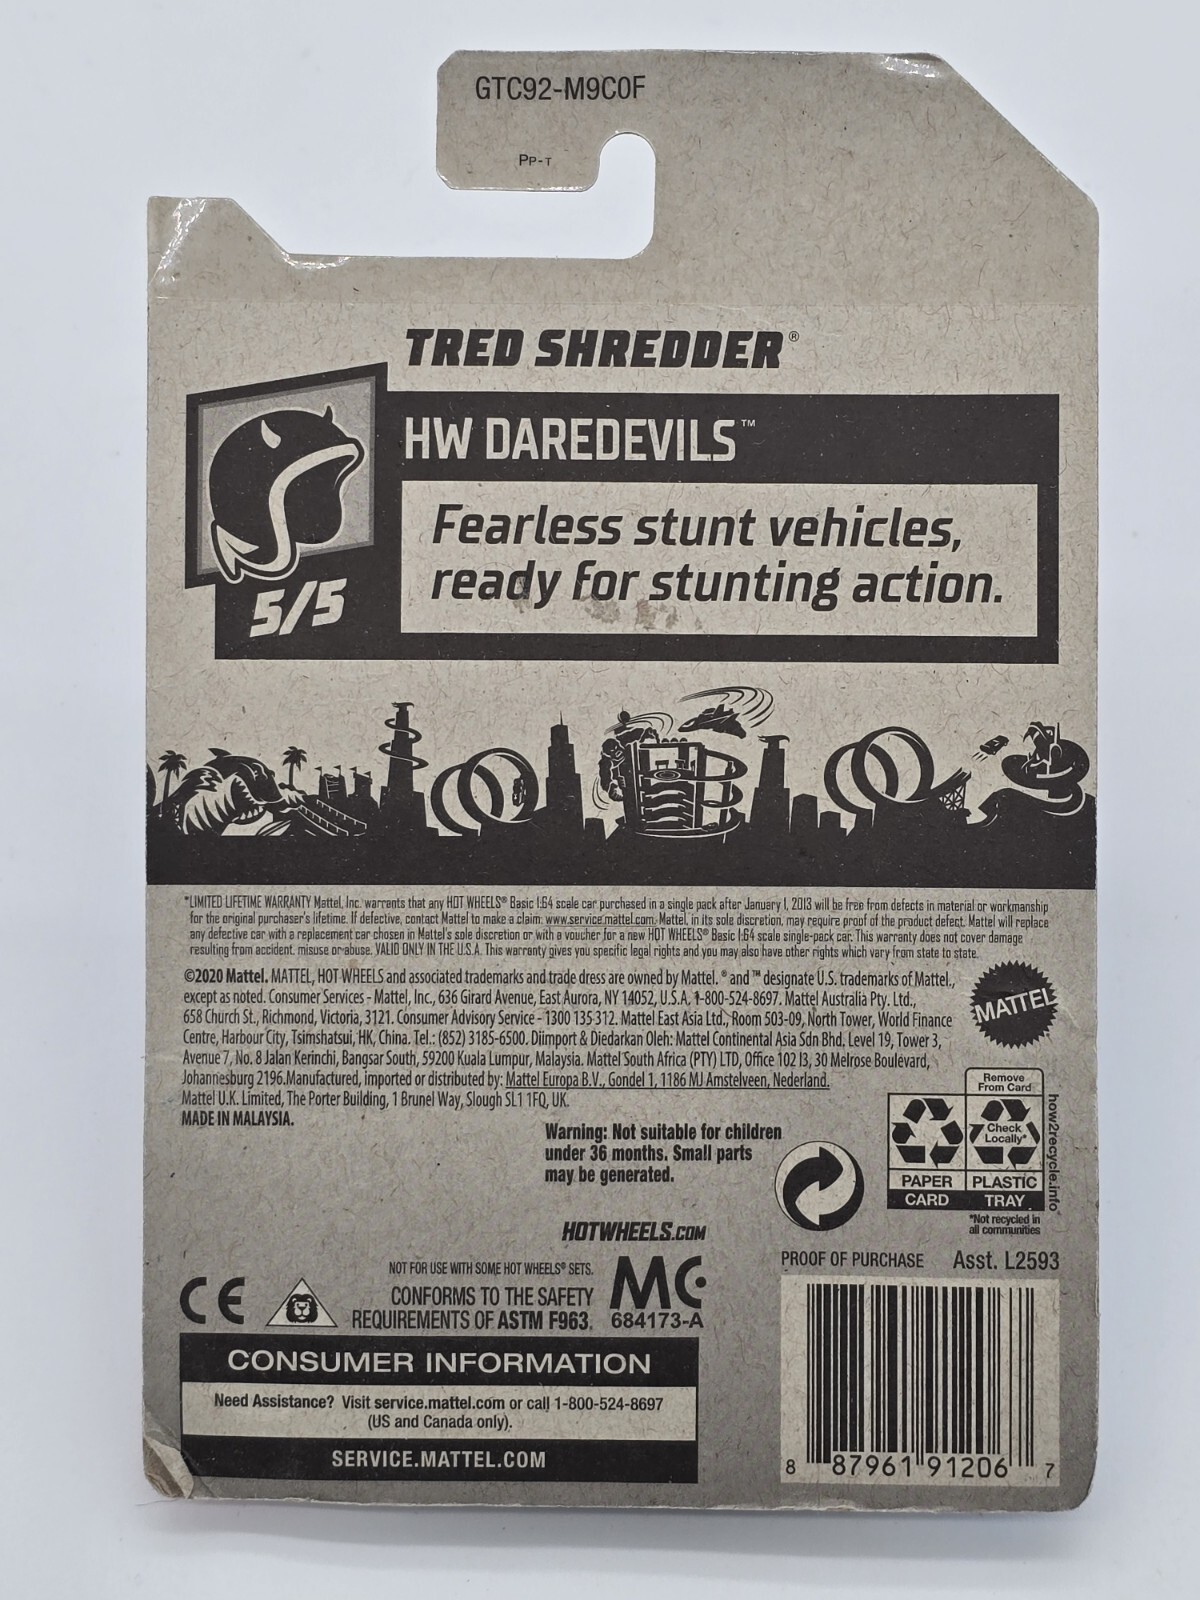 GTC92-M9C0F
PP-T
TRED SHREDDER®
HW DAREDEVILS™
Fearless stunt vehicles,
ready for stunting action.
5/5
*LIMITED LIFETIME WARRANTY Mattel, Inc. warrants that any HOT WHEELS® Basic 1:64 scale car purchased in a single pack after January 1, 2013 will be free from defects in material or workmanship
for the original purchaser's lifetime. If defective, contact Mattel to make a claim: www.service.mattel.com. Mattel, in its sole discretion, may require proof of the product defect. Mattel will replace
any defective car with a replacement car chosen in Mattel's sole discretion or with a voucher for a new HOT WHEELS® Basic 1:64 scale single-pack car. This warranty does not cover damage
resulting from accident, misuse or abuse. VALID ONLY IN THE U.S.A. This warranty gives you specific legal rights and you may also have other rights which vary from state to state.
©2020 Mattel. MATTEL, HOT WHEELS and associated trademarks and trade dress are owned by Mattel. ® and ™ designate U.S. trademarks of Mattel,
except as noted. Consumer Services - Mattel, Inc., 636 Girard Avenue, East Aurora, NY 14052, U.S.A, 1-800-524-8697. Mattel Australia Pty. Ltd.,
658 Church St., Richmond, Victoria, 3121. Consumer Advisory Service - 1300 135 312. Mattel East Asia Ltd., Room 503-09, North Tower, World Finance
Centre, Harbour City, Tsimshatsui, HK, China. Tel.: (852) 3185-6500. Diimport & Diedarkan Oleh: Mattel Continental Asia Sdn Bhd. Level 19, Tower 3,
Avenue 7, No. 8 Jalan Kerinchi, Bangsar South, 59200 Kuala Lumpur, Malaysia. Mattel South Africa (PTY) LTD, Office 102 I3, 30 Melrose Boulevard,
Johannesburg 2196.Manufactured, imported or distributed by: Mattel Europa B.V., Gondel 1, 1186 MJ Amstelveen, Nederland.
Mattel U.K. Limited, The Porter Building, 1 Brunel Way, Slough SL1 1FQ, UK.
MADE IN MALAYSIA.
MATTEL
Warning: Not suitable for children
under 36 months. Small parts
may be generated.
Remove
From Card
Check
Locally*
PAPER
CARD
PLASTIC
TRAY
how2recycle.info
*Not recycled in
all communities
HOTWHEELS.COM
NOT FOR USE WITH SOME HOT WHEELS® SETS.
CE
CONFORMS TO THE SAFETY
REQUIREMENTS OF ASTM F963.
MC
684173-A
PROOF OF PURCHASE Asst. L2593
CONSUMER INFORMATION
Need Assistance? Visit service.mattel.com or call 1-800-524-8697
(US and Canada only).
SERVICE.MATTEL.COM
8 87961 91206 7